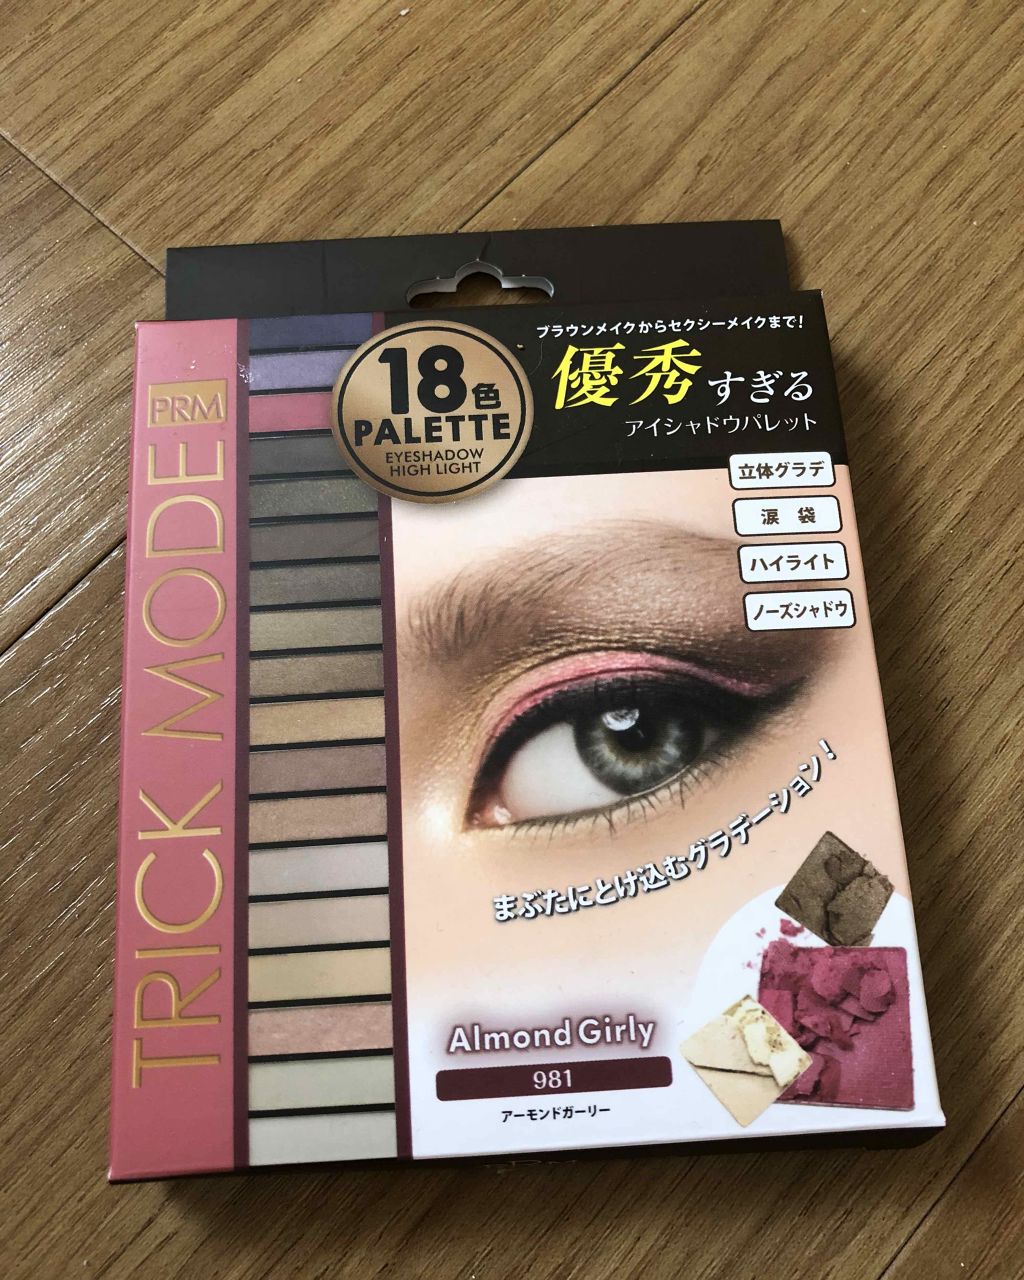 TRICK MODE
PRM
18色
PALETTE
EYESHADOW
HIGH LIGHT
ブラウンメイクからセクシーメイクまで!
優秀すぎる
アイシャドウパレット
立体グラデ
涙袋
ハイライト
ノーズシャドウ
まぶたにとけ込むグラデーション!
Almond Girly
981
アーモンドガーリー